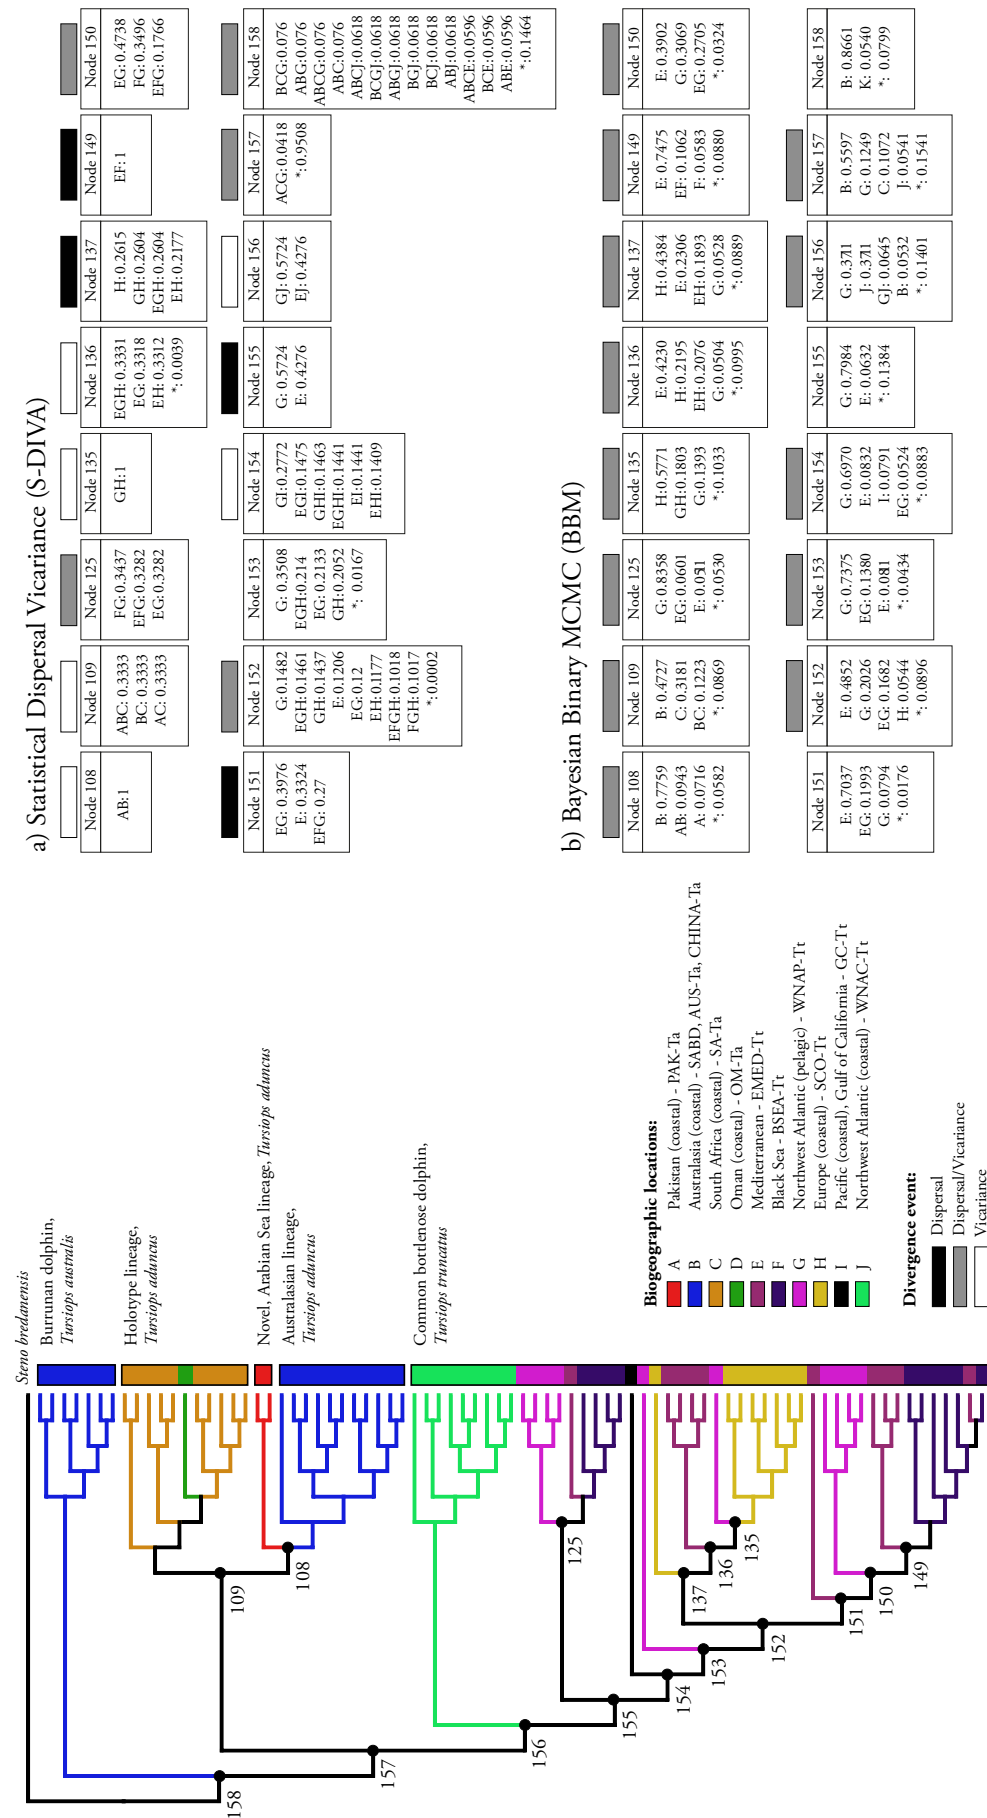 Steno bredanensis
Burrunan dolphin,
Tursiops australis
Holotype lineage,
Tursiops aduncus
Novel, Arabian Sea lineage, Tursiops aduncus
Australasian lineage,
Tursiops aduncus
Common bottlenose dolphin,
Tursiops truncatus
158
157
109
108
156
155
125
154
153
152
137
136
135
151
150
149
Biogeographic locations:
A Pakistan (coastal) - PAK-Ta
B Australasia (coastal) - SABD, AUS-Ta, CHINA-Ta
C South Africa (coastal) - SA-Ta
D Oman (coastal) - OM-Ta
E Mediterranean - EMED-Tt
F Black Sea - BSEA-Tt
G Northwest Atlantic (pelagic) - WNAP-Tt
H Europe (coastal) - SCO-Tt
I Pacific (coastal), Gulf of California - GC-Tt
J Northwest Atlantic (coastal) - WNAC-Tt
Divergence event:
Dispersal
Dispersal/Vicariance
Vicariance
a) Statistical Dispersal Vicariance (S-DIVA)
Node 108
AB:1
Node 109
ABC: 0.3333
BC: 0.3333
AC: 0.3333
Node 125
FG: 0.3437
EFG: 0.3282
EG: 0.3282
Node 135
GH:1
Node 136
EGH: 0.3331
EG: 0.3318
EH: 0.3312
*: 0.0039
Node 137
H: 0.2615
GH: 0.2604
EGH: 0.2604
EH: 0.2177
Node 149
EF: 1
Node 150
EG: 0.4738
FG: 0.3496
EFG: 0.1766
Node 151
EG: 0.3976
E: 0.3324
EFG: 0.27
Node 152
G: 0.1482
EGH: 0.1461
GH: 0.1437
E: 0.1206
EG: 0.12
EH: 0.1177
EFGH: 0.1018
FGH: 0.1017
*:0.0002
Node 153
G: 0.3508
EGH:0.214
EG: 0.2133
GH: 0.2052
*: 0.0167
Node 154
GI:0.2772
EGI:0.1475
GHI:0.1463
EGHI:0.1441
EI:0.1441
EHI:0.1409
Node 155
G: 0.5724
E: 0.4276
Node 156
GJ: 0.5724
EJ: 0.4276
Node 157
ACG:0.0418
*:0.9508
Node 158
BCG:0.076
ABG:0.076
ABCG:0.076
ABC:0.076
ABCJ:0.0618
BCGJ:0.0618
ABGJ:0.0618
BGJ:0.0618
BCJ:0.0618
ABJ:0.0618
ABCE:0.0596
BCE:0.0596
ABE:0.0596
*:0.1464
b) Bayesian Binary MCMC (BBM)
Node 108
B: 0.7759
AB: 0.0943
A: 0.0716
*: 0.0582
Node 109
B: 0.4727
C: 0.3181
BC: 0.1223
*: 0.0869
Node 125
G: 0.8358
EG: 0.0601
E: 0.0511
*: 0.0530
Node 135
H:0.5771
GH:0.1803
G:0.1393
*:0.1033
Node 136
E: 0.4230
H: 0.2195
EH: 0.2076
G: 0.0504
*: 0.0995
Node 137
H: 0.4384
E: 0.2306
EH: 0.1893
G: 0.0528
*: 0.0889
Node 149
E: 0.7475
EF: 0.1062
F: 0.0583
*: 0.0880
Node 150
E: 0.3902
G: 0.3069
EG: 0.2705
*: 0.0324
Node 151
E: 0.7037
EG: 0.1993
G: 0.0794
*: 0.0176
Node 152
E: 0.4852
G: 0.2026
EG: 0.1682
H: 0.0544
*: 0.0896
Node 153
G: 0.7375
EG: 0.1380
E: 0.0811
*: 0.0434
Node 154
G: 0.6970
E: 0.0832
I: 0.0791
EG: 0.0524
*: 0.0883
Node 155
G: 0.7984
E: 0.0632
*: 0.1384
Node 156
G: 0.3711
J: 0.3711
GJ: 0.0645
B: 0.0532
*: 0.1401
Node 157
B: 0.5597
G: 0.1249
C: 0.1072
J: 0.0541
*: 0.1541
Node 158
B: 0.8661
K: 0.0540
*: 0.0799